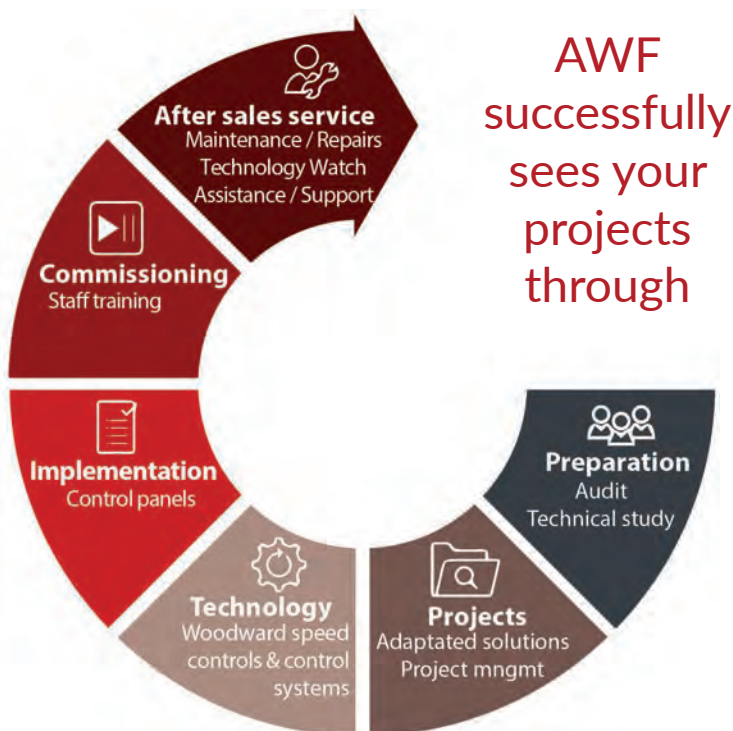 AWF
successfully
sees your
projects
through
After sales service
Maintenance / Repairs
Technology Watch
Assistance / Support
Commissioning
Staff training
Implementation
Control panels
Technology
Woodward speed
controls & control
systems
Projects
Adaptated solutions
Project mngmt
Preparation
Audit
Technical study